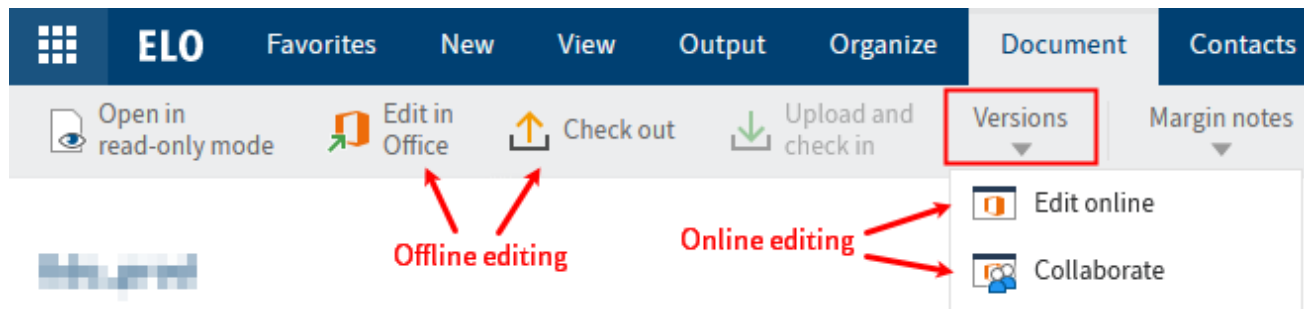 ELO Favorites New View Output Organize Document Contacts
Open in
read-only mode
Edit in
Office
Check out
Upload and
check in
Versions
Margin notes
Edit online
Offline editing
Online editing
Collaborate